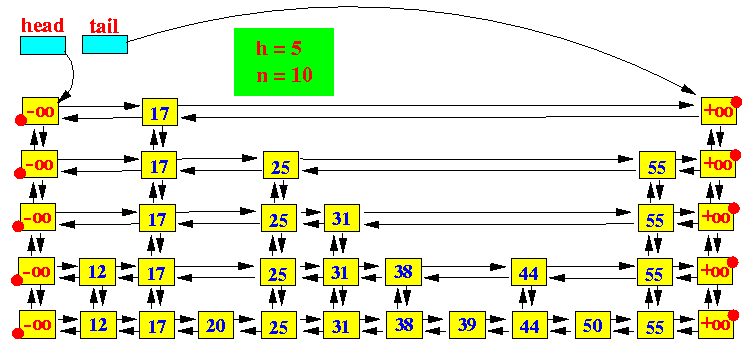 head tail
h = 5
n = 10
-oo 17 +oo
-oo 17 25 55 +oo
-oo 17 25 31 55 +oo
-oo 12 17 25 31 38 44 55 +oo
-oo 12 17 20 25 31 38 39 44 50 55 +oo